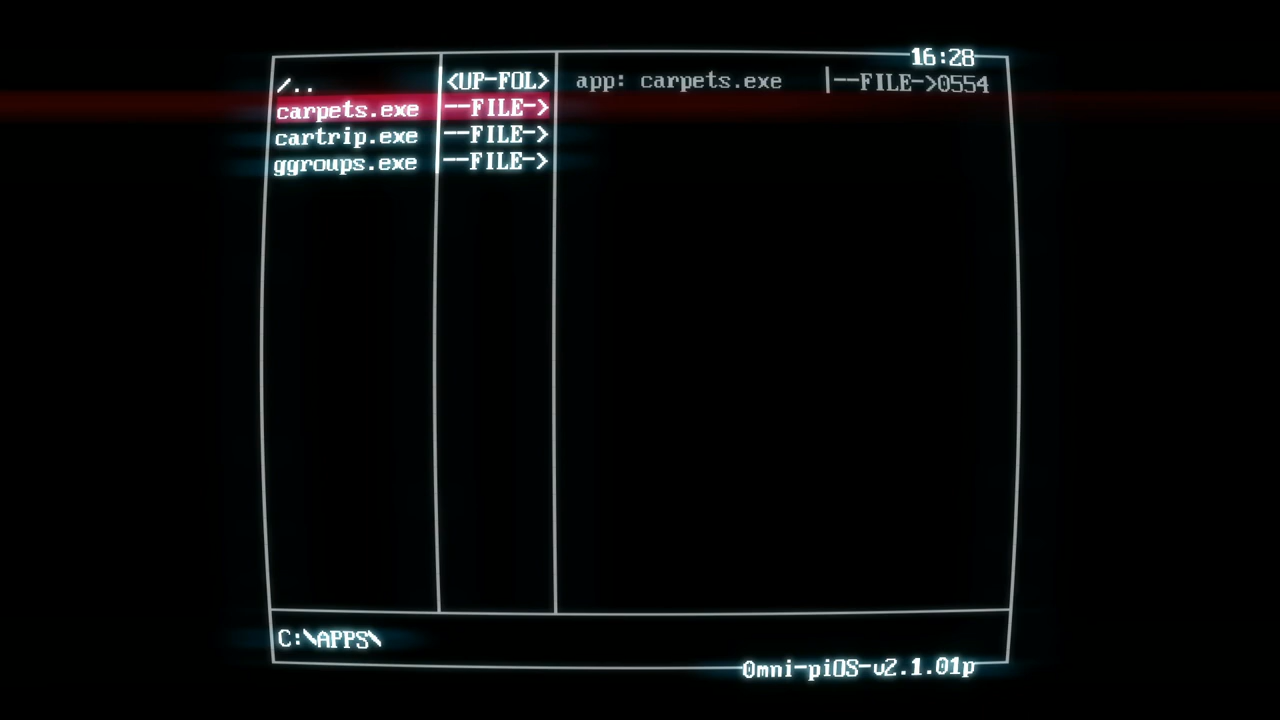 16:28
/.. <UP-FOL> app: carpets.exe |--FILE->0554
carpets.exe --FILE->
cartrip.exe --FILE->
ggroups.exe --FILE->
C:\APPS\
0mni-piOS-v2.1.01p